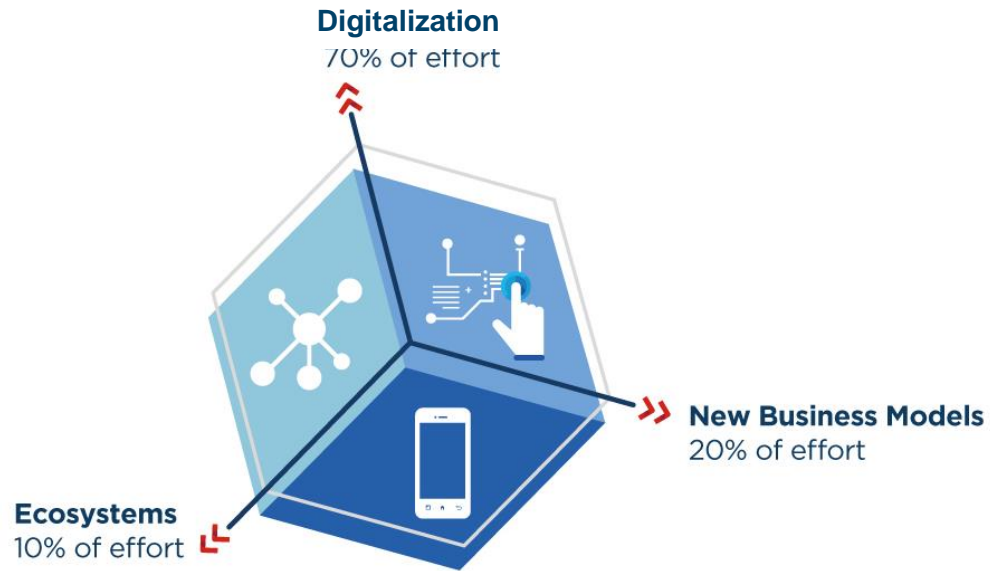 Digitalization
70% of effort
New Business Models
20% of effort
Ecosystems
10% of effort